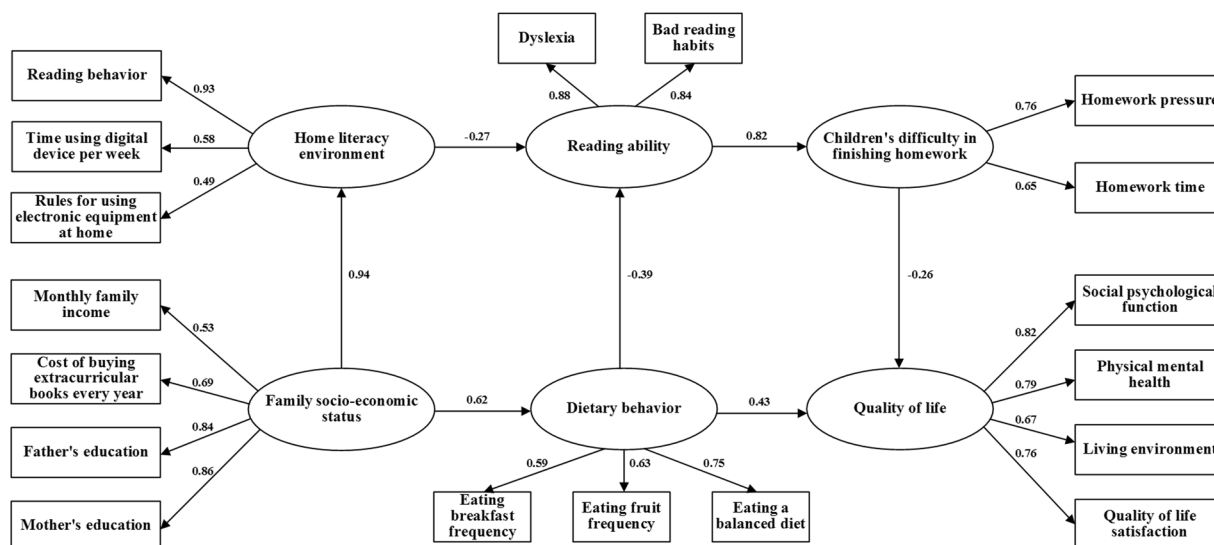 Dyslexia
Bad reading
habits
Reading behavior
0.93
0.88
0.84
0.76
Homework pressure
Time using digital
device per week
0.58
Home literacy
environment
-0.27
Reading ability
0.82
Children's difficulty in
finishing homework
0.49
Rules for using
electronic equipment
at home
0.65
Homework time
0.94
-0.39
-0.26
Monthly family
income
0.53
Social psychological
function
0.82
Cost of buying
extracurricular
books every year
0.69
Family socio-economic
status
0.62
Dietary behavior
0.43
Quality of life
0.79
Physical mental
health
0.84
Father's education
0.67
Living environment
0.86
Mother's education
0.59
0.63
0.75
0.76
Eating
breakfast
frequency
Eating fruit
frequency
Eating a
balanced diet
Quality of life
satisfaction